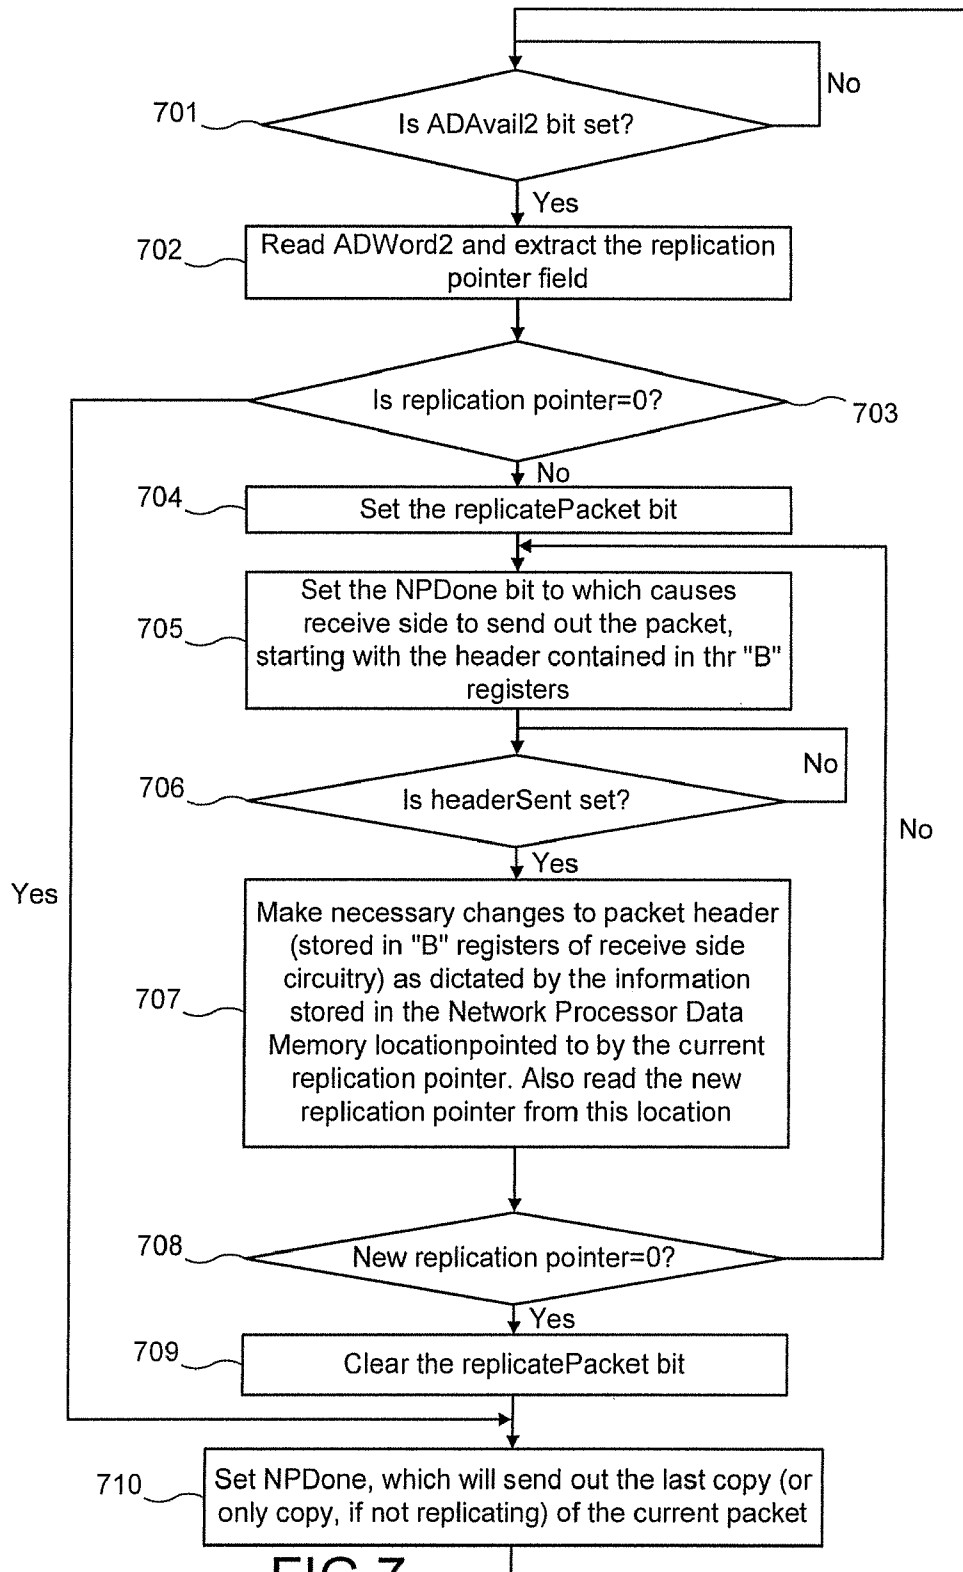 No
701
Is ADAvail2 bit set?
Yes
702
Read ADWord2 and extract the replication
pointer field
Is replication pointer=0?
703
No
704
Set the replicatePacket bit
705
Set the NPDone bit to which causes
receive side to send out the packet,
starting with the header contained in thr "B"
registers
No
706
Is headerSent set?
No
Yes
Yes
707
Make necessary changes to packet header
(stored in "B" registers of receive side
circuitry) as dictated by the information
stored in the Network Processor Data
Memory locationpointed to by the current
replication pointer. Also read the new
replication pointer from this location
708
New replication pointer=0?
Yes
709
Clear the replicatePacket bit
710
Set NPDone, which will send out the last copy (or
only copy, if not replicating) of the current packet
FIG 7